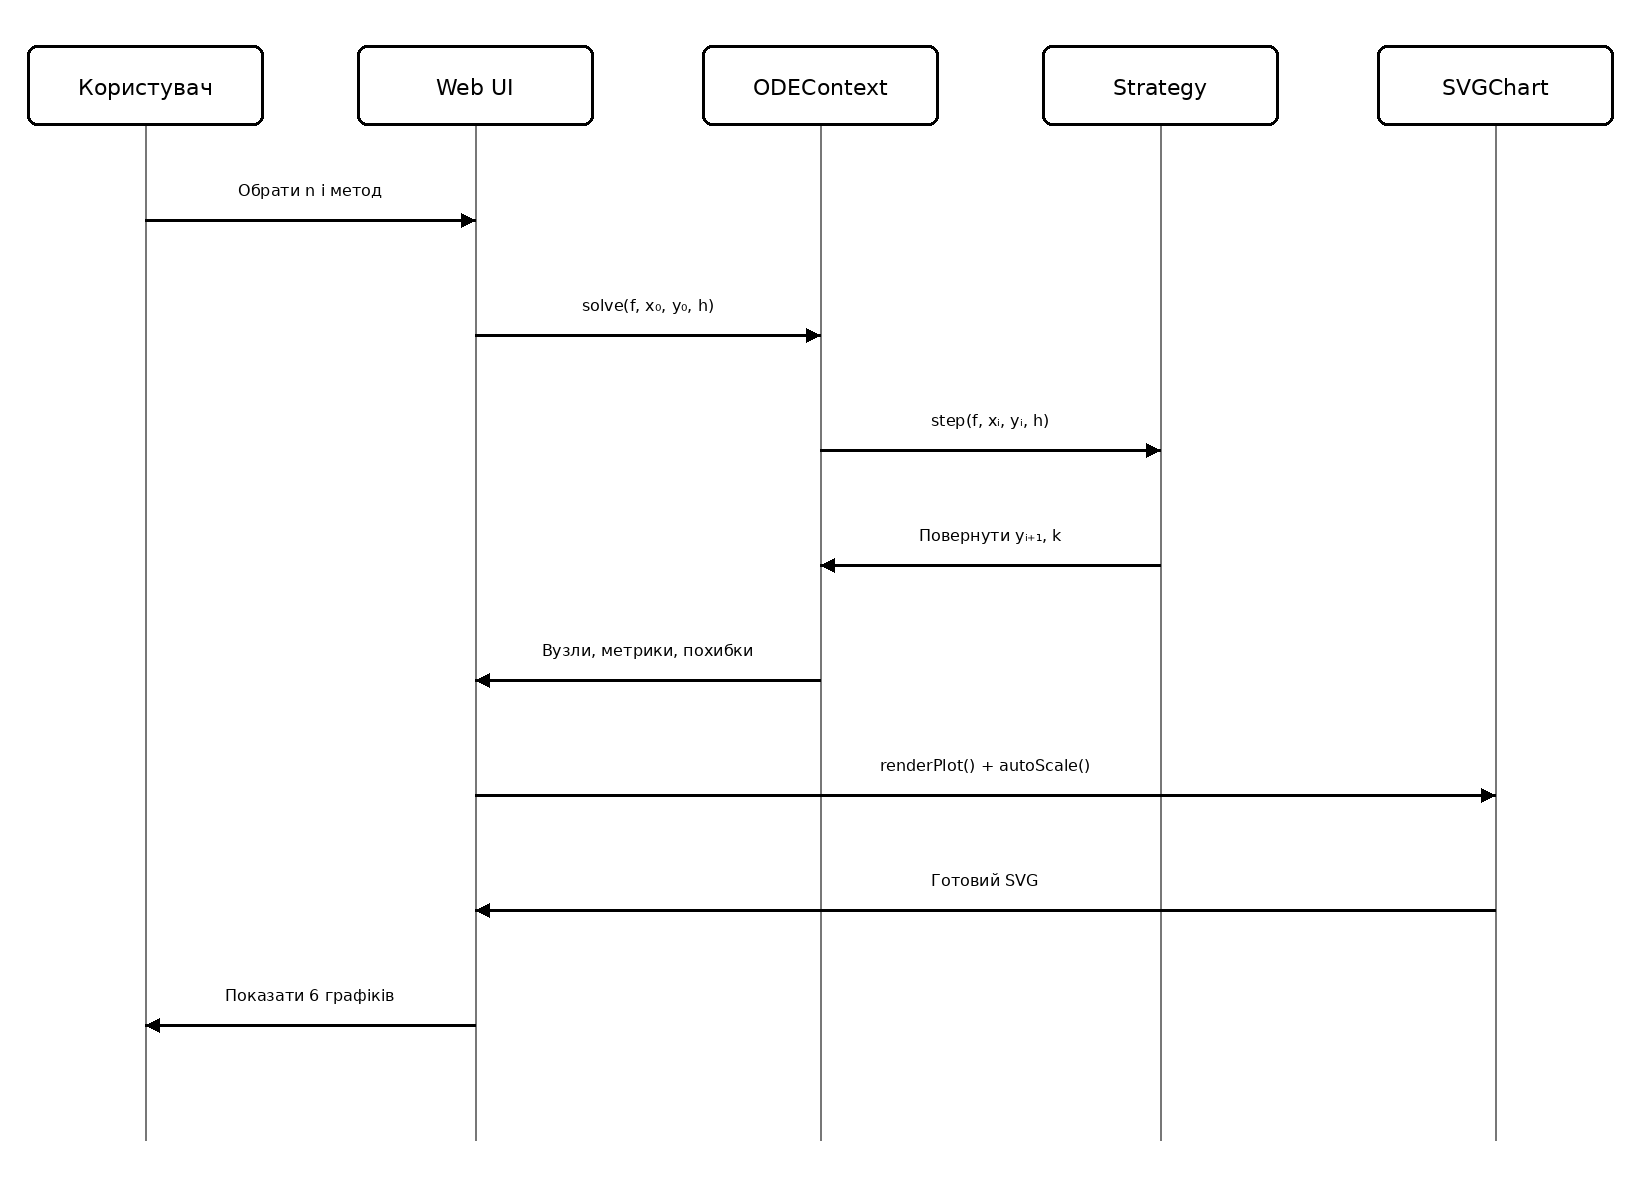 Користувач
Web UI
ODEContext
Strategy
SVGChart
Обрати n і метод
solve(f, x₀, y₀, h)
step(f, xᵢ, yᵢ, h)
Повернути yᵢ₊₁, k
Вузли, метрики, похибки
renderPlot() + autoScale()
Готовий SVG
Показати 6 графіків